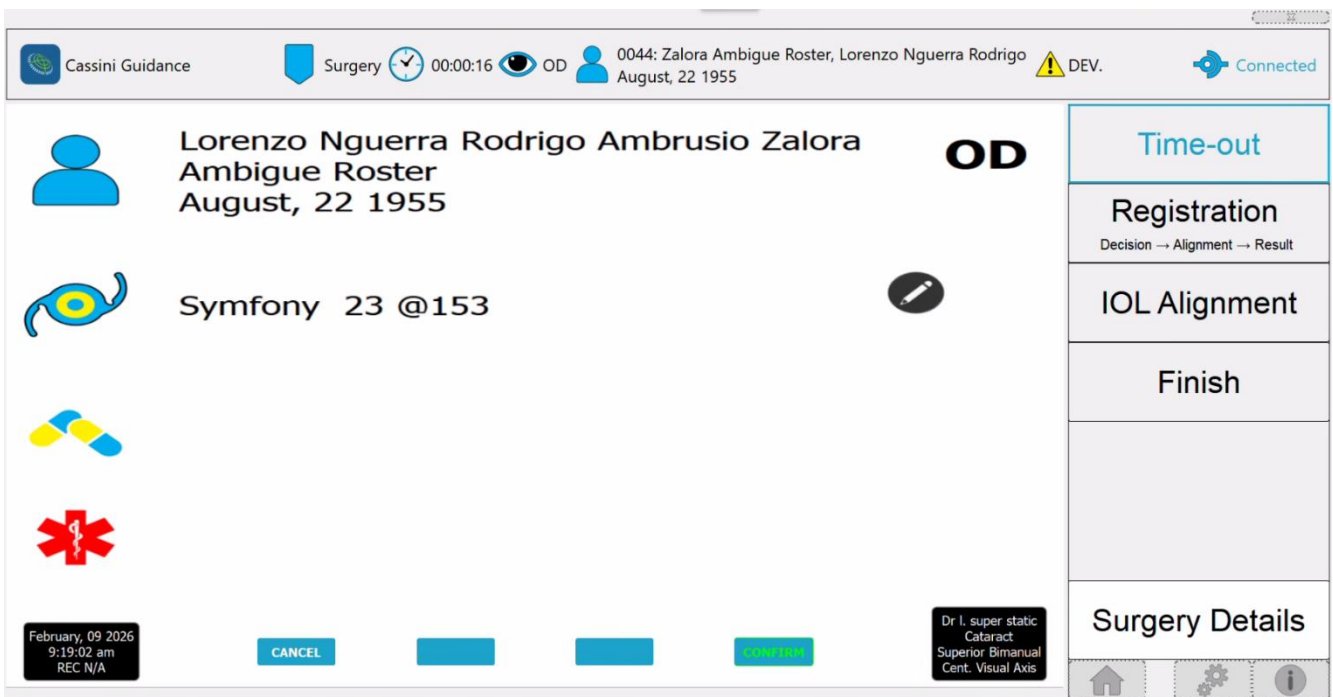 Cassini Guidance
Surgery
00:00:16
OD
0044: Zalora Ambigue Roster, Lorenzo Nguerra Rodrigo
August, 22 1955
DEV.
Connected
Lorenzo Nguerra Rodrigo Ambrusio Zalora
Ambigue Roster
August, 22 1955
OD
Symfony 23 @153
Time-out
Registration
Decision → Alignment → Result
IOL Alignment
Finish
Surgery Details
February, 09 2026
9:19:02 am
REC N/A
CANCEL
CONFIRM
Dr I. super static
Cataract
Superior Bimanual
Cent. Visual Axis